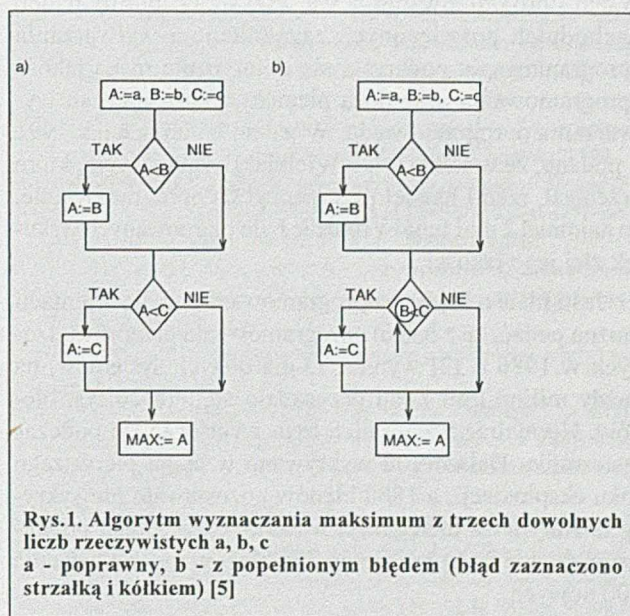 a)
A:=a, B:=b, C:=c
TAK NIE
A<B
A:=B
TAK NIE
A<C
A:=C
MAX:= A
b)
A:=a, B:=b, C:=c
TAK NIE
A<B
A:=B
TAK NIE
B<C
A:=C
MAX:= A
Rys.1. Algorytm wyznaczania maksimum z trzech dowolnych
liczb rzeczywistych a, b, c
a - poprawny, b - z popełnionym błędem (błąd zaznaczono
strzałką i kółkiem) [5]